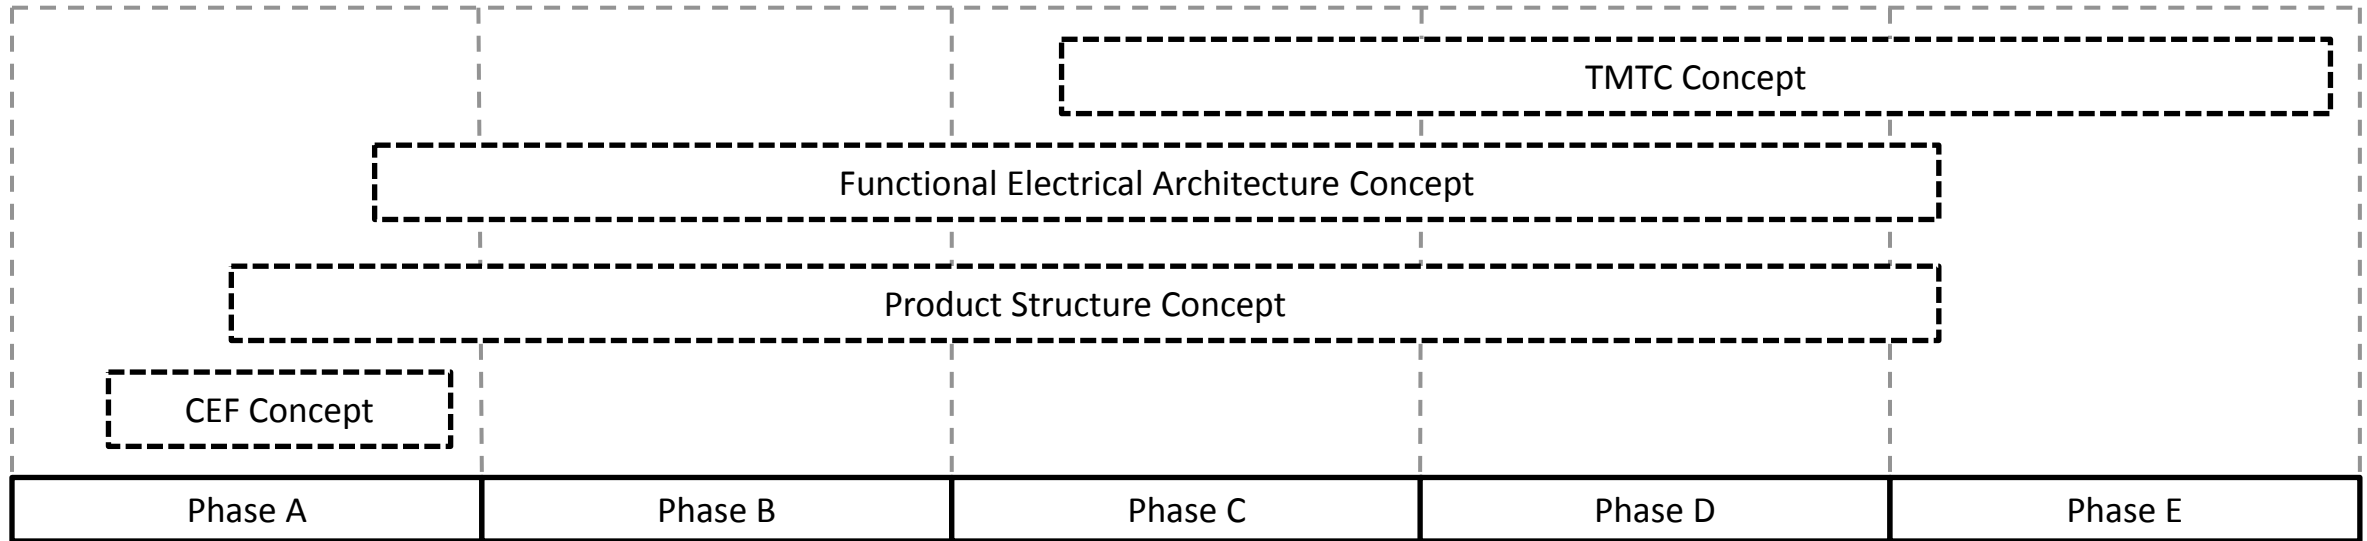 TMTC Concept
Functional Electrical Architecture Concept
Product Structure Concept
CEF Concept
Phase A
Phase B
Phase C
Phase D
Phase E